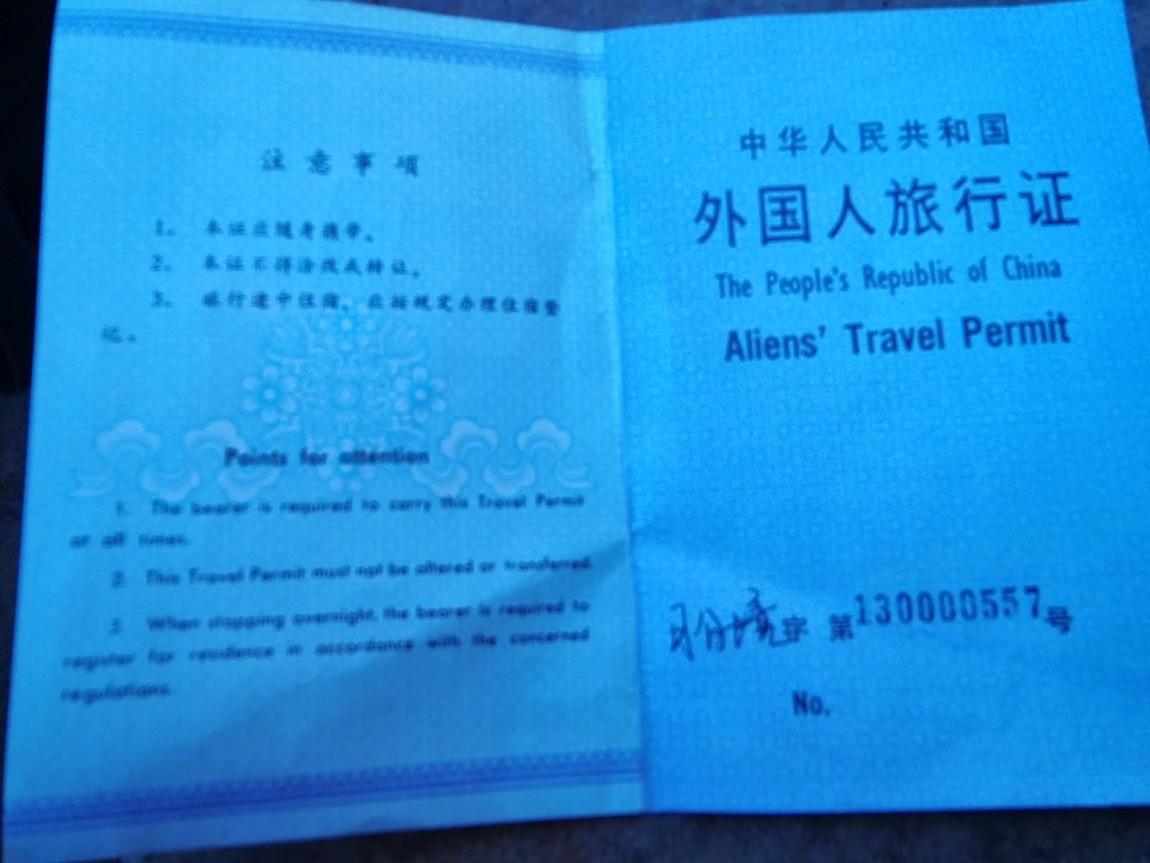 注意事项
1。 本证应随身携带。
2。 本证不得涂改或转让。
3。 旅行途中住宿，应按规定办理住宿登
记。
Points for attention
1. The bearer is required to carry this Travel Permit
at all times.
2. This Travel Permit must not be altered or transferred.
3. When stopping overnight, the bearer is required to
register for residence in accordance with the concerned
regulations.
中华人民共和国
外国人旅行证
The People's Republic of China
Aliens' Travel Permit
字 第130000557号
No.